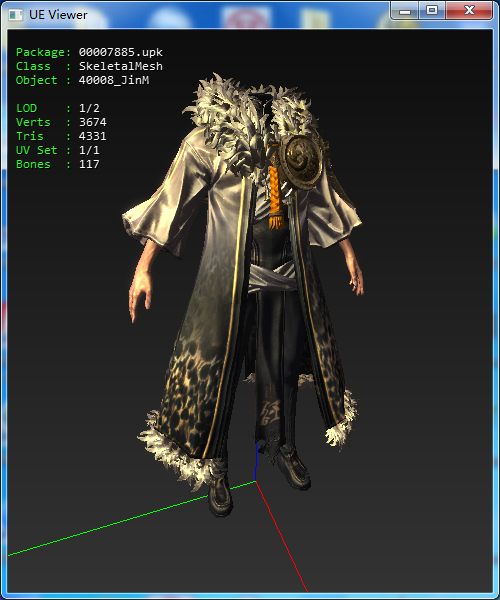 UE Viewer
Package: 00007885.upk
Class : SkeletalMesh
Object : 40008_JinM
LOD : 1/2
Verts : 3674
Tris : 4331
UV Set : 1/1
Bones : 117